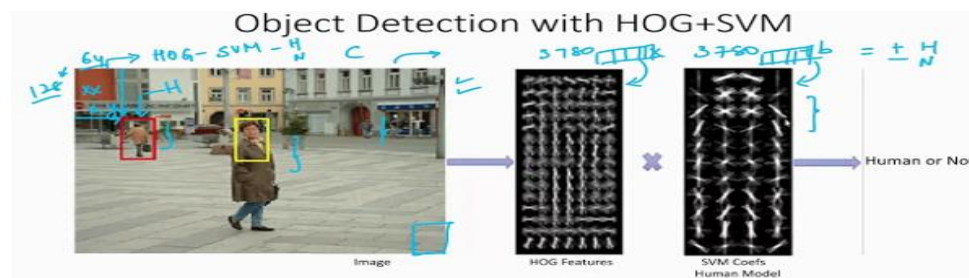 Object Detection with HOG+SVM
64 → HOG - SVM - H N C
3780
3780 b = ± H N
128
xx
H
Human or No
Image
HOG Features
SVM Coefs
Human Model